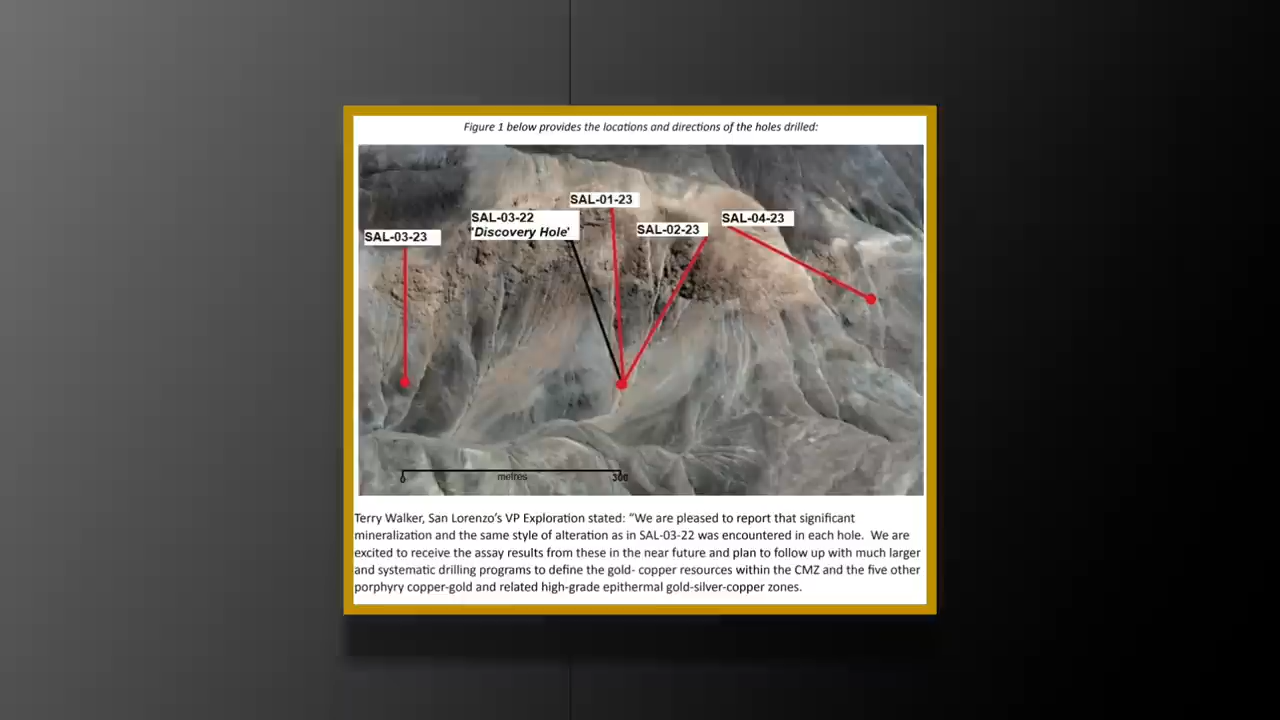 Figure 1 below provides the locations and directions of the holes drilled:
SAL-01-23
SAL-03-22
'Discovery Hole'
SAL-04-23
SAL-02-23
SAL-03-23
0 metres 300
Terry Walker, San Lorenzo's VP Exploration stated: "We are pleased to report that significant
mineralization and the same style of alteration as in SAL-03-22 was encountered in each hole. We are
excited to receive the assay results from these in the near future and plan to follow up with much larger
and systematic drilling programs to define the gold- copper resources within the CMZ and the five other
porphyry copper-gold and related high-grade epithermal gold-silver-copper zones.